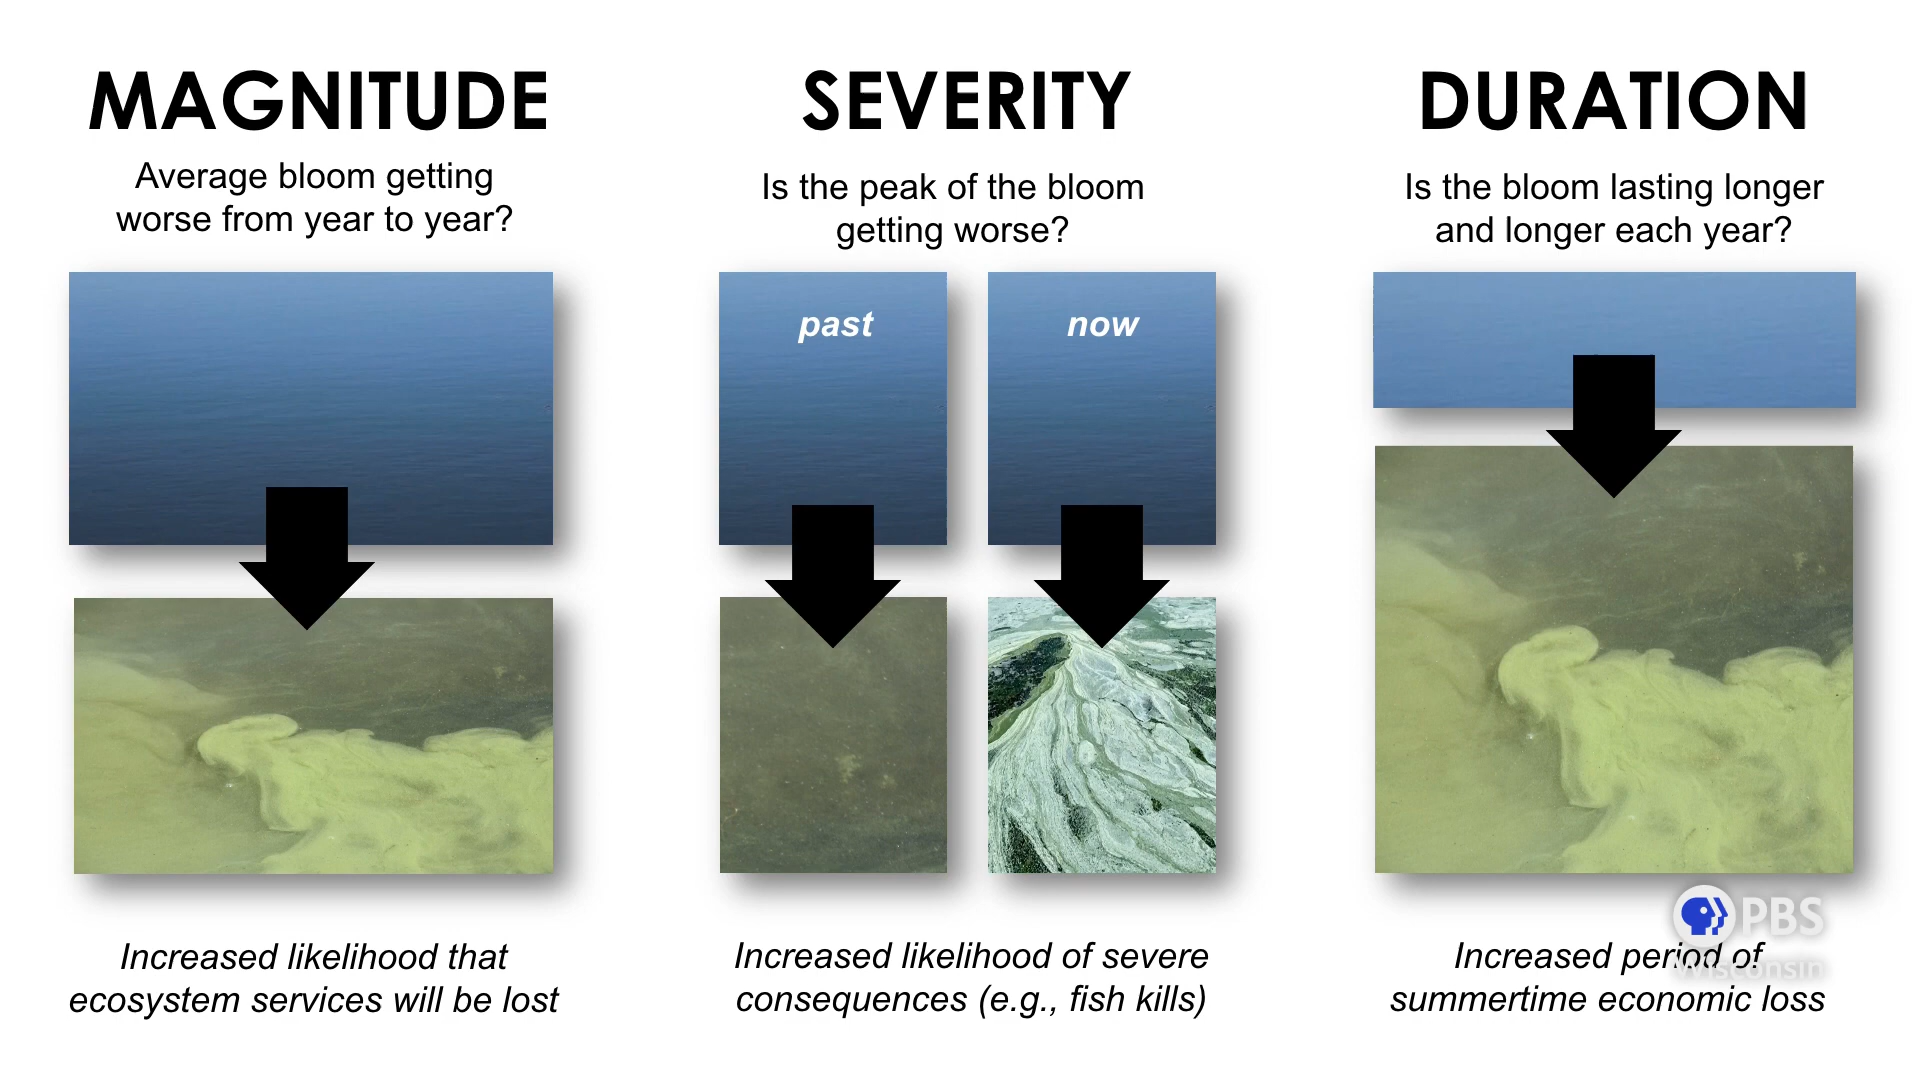 MAGNITUDE
Average bloom getting
worse from year to year?
Increased likelihood that
ecosystem services will be lost
SEVERITY
Is the peak of the bloom
getting worse?
past
now
Increased likelihood of severe
consequences (e.g., fish kills)
DURATION
Is the bloom lasting longer
and longer each year?
Increased period of
summertime economic loss
PBS
Wisconsin